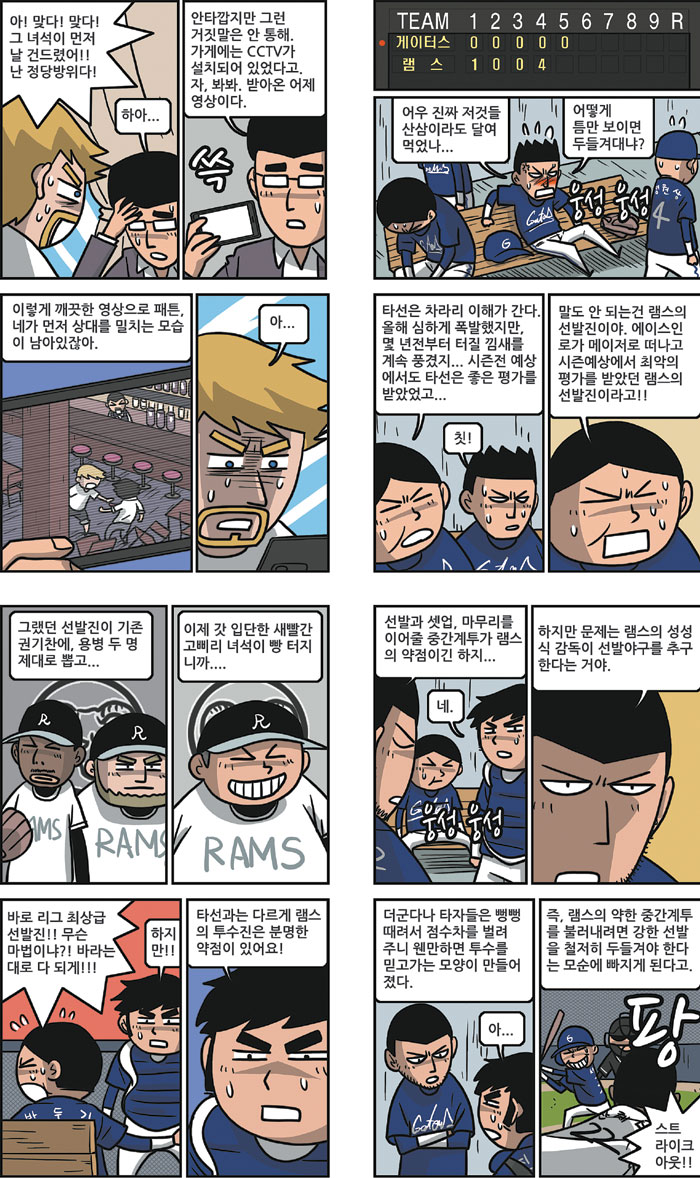 아! 맞다! 맞다!
그 녀석이 먼저
날 건드렸어!!
난 정당방위다!
하아...
안타깝지만 그런
거짓말은 안 통해.
가게에는 CCTV가
설치되어 있었다고.
자, 봐봐. 받아온 어제
영상이다.
쓱
이렇게 깨끗한 영상으로 패튼,
네가 먼저 상대를 밀치는 모습
이 남아있잖아.
아...
그랬던 선발진이 기존
권기찬에, 용병 두 명
제대로 뽑고...
R
R
RAMS
RAMS
이제 갓 입단한 새빨간
고삐리 녀석이 빵 터지
니까....
R
RAMS
바로 리그 최상급
선발진!! 무슨
마법이냐?! 바라는
대로 다 되게!!!
하지
만!!
타선과는 다르게 램스
의 투수진은 분명한
약점이 있어요!
TEAM 1 2 3 4 5 6 7 8 9 R
게이터스 0 0 0 0 0
램 스 1 0 0 4
어우 진짜 저것들
산삼이라도 달여
먹었나...
어떻게
틈만 보이면
두들겨대냐?
웅성 웅성
G
Gators
4
타선은 차라리 이해가 간다.
올해 심하게 폭발했지만,
몇 년전부터 터질 낌새를
계속 풍겼지... 시즌전 예상
에서도 타선은 좋은 평가를
받았었고...
칫!
말도 안 되는건 램스의
선발진이야. 에이스인
로가 메이저로 떠나고
시즌예상에서 최악의
평가를 받았던 램스의
선발진이라고!!
선발과 셋업, 마무리를
이어줄 중간계투가 램스
의 약점이긴 하지...
네.
웅성 웅성
하지만 문제는 램스의 성성
식 감독이 선발야구를 추구
한다는 거야.
더군다나 타자들은 뻥뻥
때려서 점수차를 벌려
주니 웬만하면 투수를
믿고가는 모양이 만들어
졌다.
아...
Gators
즉, 램스의 약한 중간계투
를 불러내려면 강한 선발
을 철저히 두들겨야 한다
는 모순에 빠지게 된다고.
G
팡
스트
라이크
아웃!!